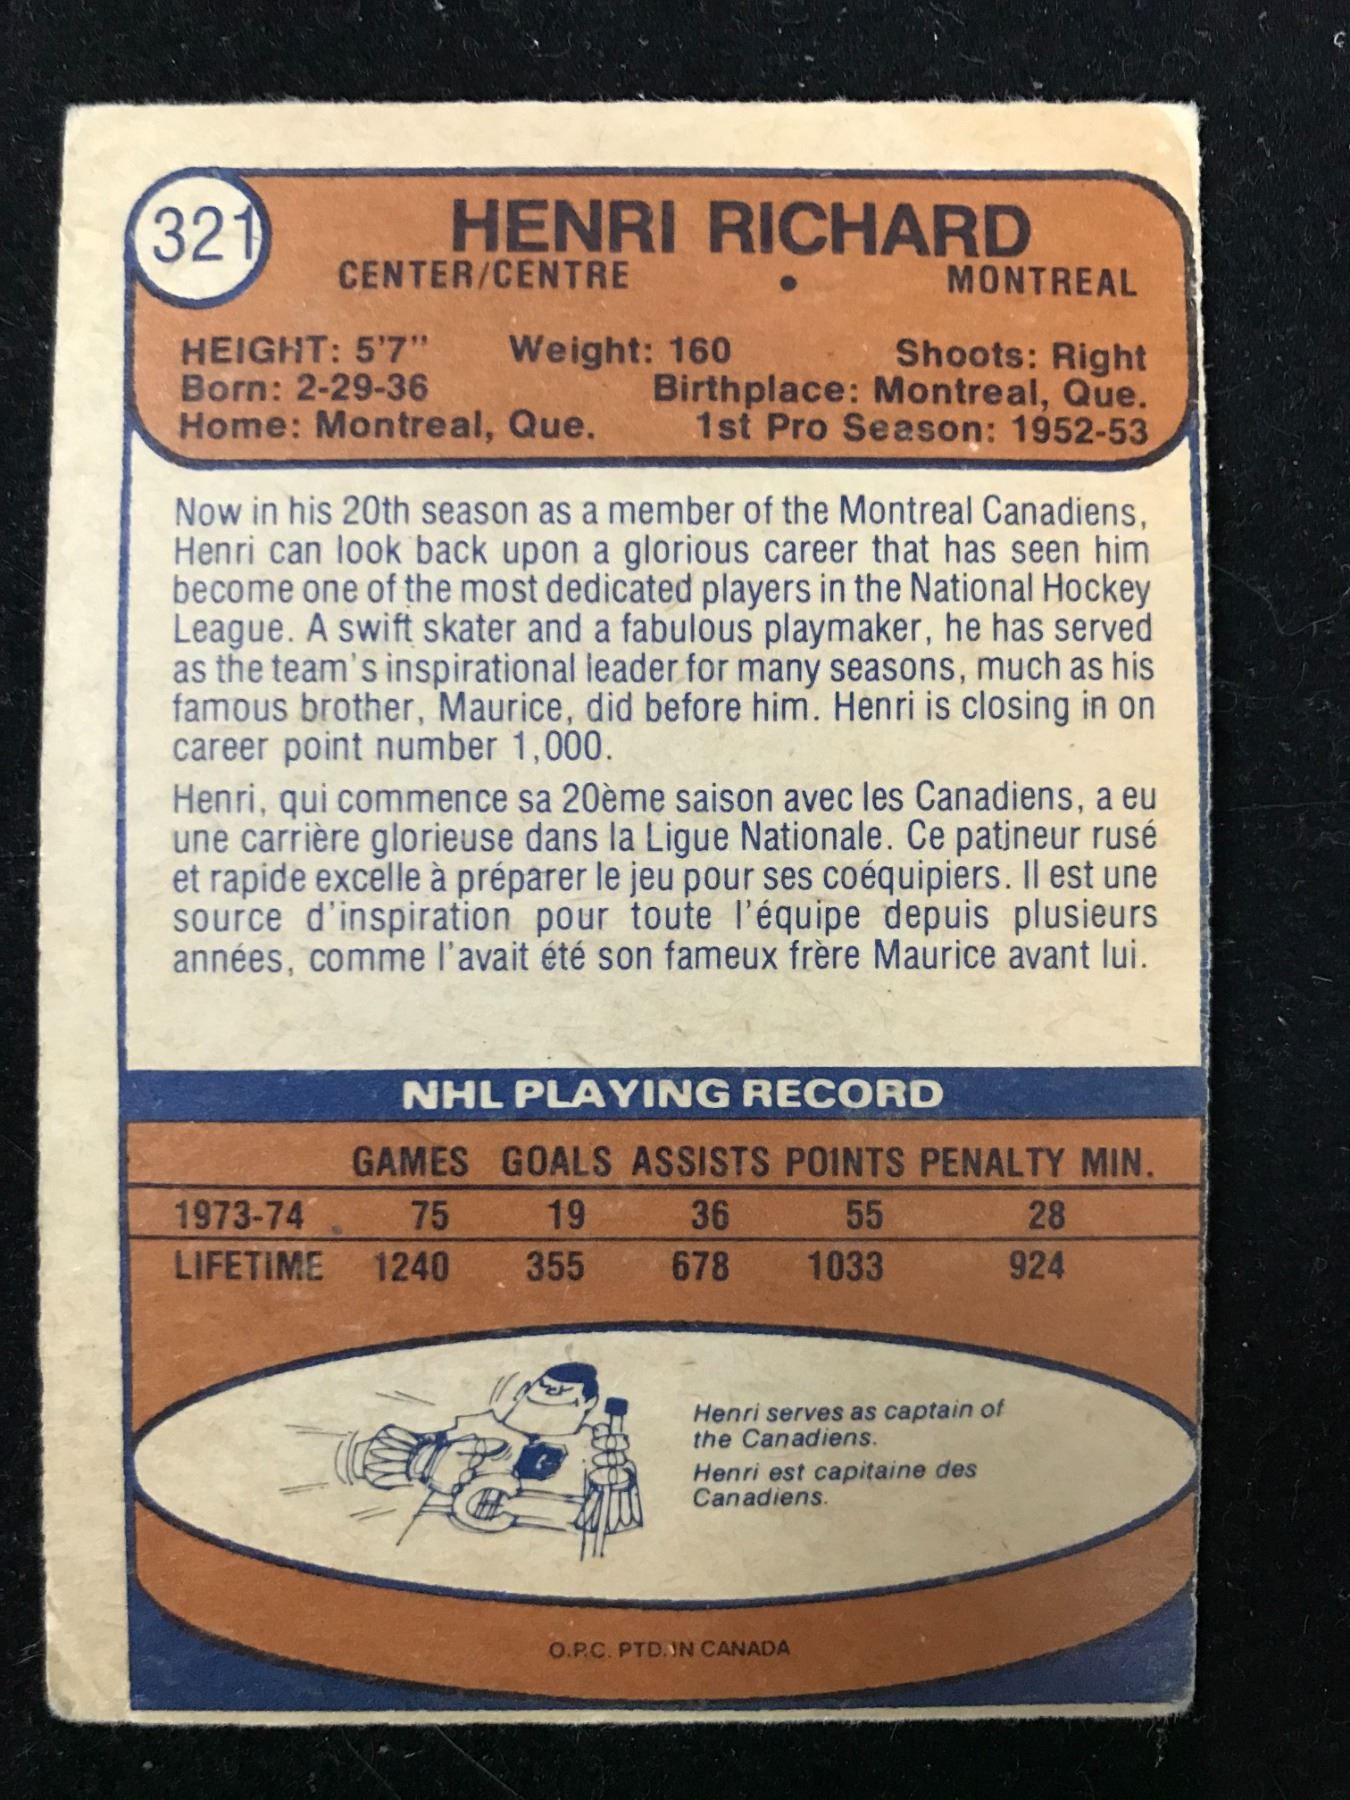 321
HENRI RICHARD
CENTER/CENTRE • MONTREAL
HEIGHT: 5'7" Weight: 160 Shoots: Right
Born: 2-29-36 Birthplace: Montreal, Que.
Home: Montreal, Que. 1st Pro Season: 1952-53
Now in his 20th season as a member of the Montreal Canadiens,
Henri can look back upon a glorious career that has seen him
become one of the most dedicated players in the National Hockey
League. A swift skater and a fabulous playmaker, he has served
as the team's inspirational leader for many seasons, much as his
famous brother, Maurice, did before him. Henri is closing in on
career point number 1,000.
Henri, qui commence sa 20ème saison avec les Canadiens, a eu
une carrière glorieuse dans la Ligue Nationale. Ce patineur rusé
et rapide excelle à préparer le jeu pour ses coéquipiers. Il est une
source d'inspiration pour toute l'équipe depuis plusieurs
années, comme l'avait été son fameux frère Maurice avant lui.
NHL PLAYING RECORD
GAMES GOALS ASSISTS POINTS PENALTY MIN.
1973-74 75 19 36 55 28
LIFETIME 1240 355 678 1033 924
Henri serves as captain of
the Canadiens.
Henri est capitaine des
Canadiens.
C
H
O.P.C. PTD. IN CANADA